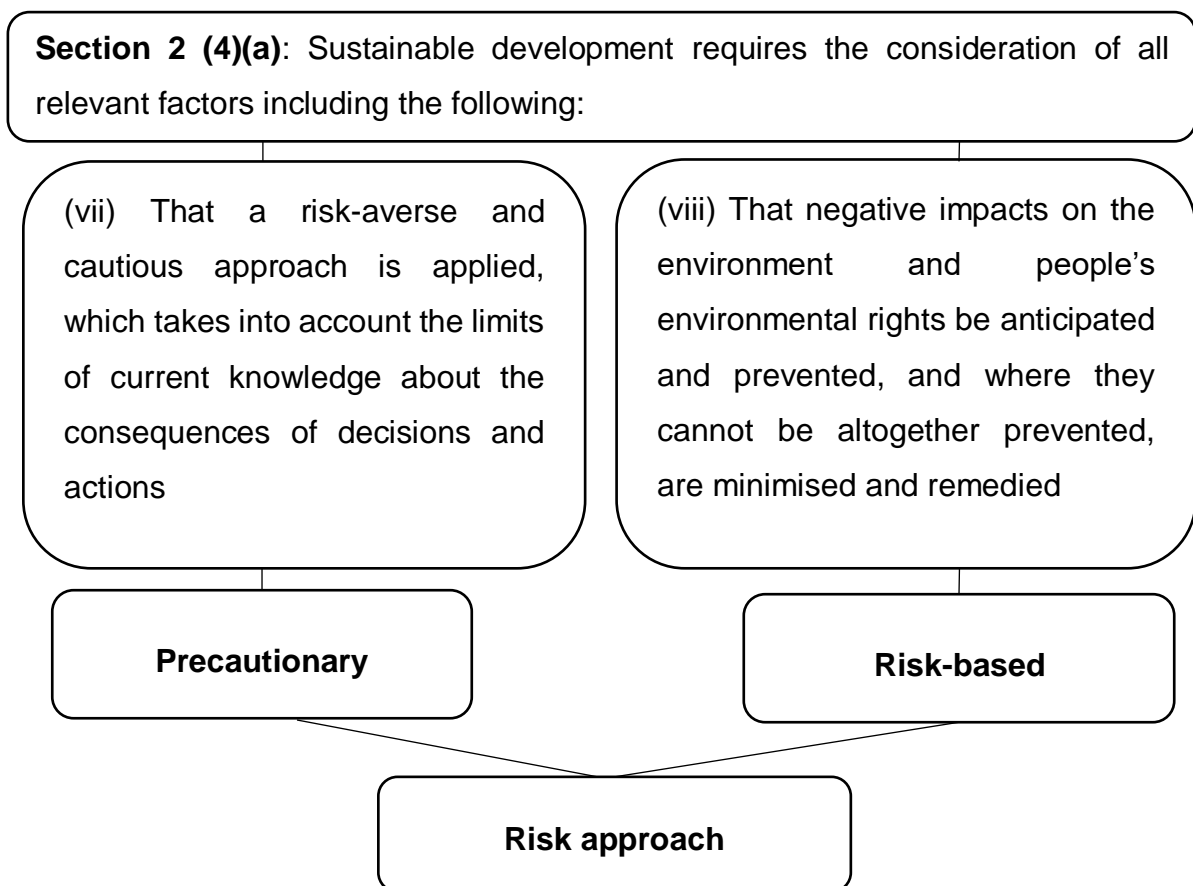 Section 2 (4)(a): Sustainable development requires the consideration of all
relevant factors including the following:
(vii) That a risk-averse and
cautious approach is applied,
which takes into account the limits
of current knowledge about the
consequences of decisions and
actions
(viii) That negative impacts on the
environment and people’s
environmental rights be anticipated
and prevented, and where they
cannot be altogether prevented,
are minimised and remedied
Precautionary
Risk-based
Risk approach